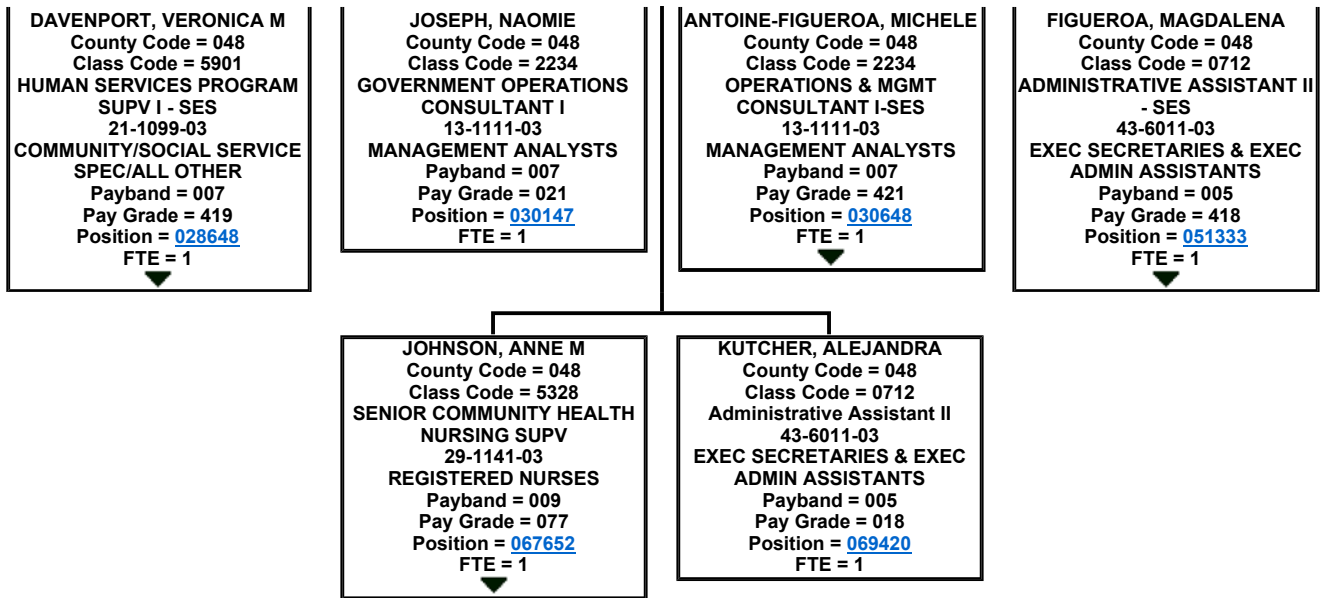 DAVENPORT, VERONICA M
County Code = 048
Class Code = 5901
HUMAN SERVICES PROGRAM
SUPV I - SES
21-1099-03
COMMUNITY/SOCIAL SERVICE
SPEC/ALL OTHER
Payband = 007
Pay Grade = 419
Position = 028648
FTE = 1
JOSEPH, NAOMIE
County Code = 048
Class Code = 2234
GOVERNMENT OPERATIONS
CONSULTANT I
13-1111-03
MANAGEMENT ANALYSTS
Payband = 007
Pay Grade = 021
Position = 030147
FTE = 1
ANTOINE-FIGUEROA, MICHELE
County Code = 048
Class Code = 2234
OPERATIONS & MGMT
CONSULTANT I-SES
13-1111-03
MANAGEMENT ANALYSTS
Payband = 007
Pay Grade = 421
Position = 030648
FTE = 1
FIGUEROA, MAGDALENA
County Code = 048
Class Code = 0712
ADMINISTRATIVE ASSISTANT II
- SES
43-6011-03
EXEC SECRETARIES & EXEC
ADMIN ASSISTANTS
Payband = 005
Pay Grade = 418
Position = 051333
FTE = 1
JOHNSON, ANNE M
County Code = 048
Class Code = 5328
SENIOR COMMUNITY HEALTH
NURSING SUPV
29-1141-03
REGISTERED NURSES
Payband = 009
Pay Grade = 077
Position = 067652
FTE = 1
KUTCHER, ALEJANDRA
County Code = 048
Class Code = 0712
Administrative Assistant II
43-6011-03
EXEC SECRETARIES & EXEC
ADMIN ASSISTANTS
Payband = 005
Pay Grade = 018
Position = 069420
FTE = 1